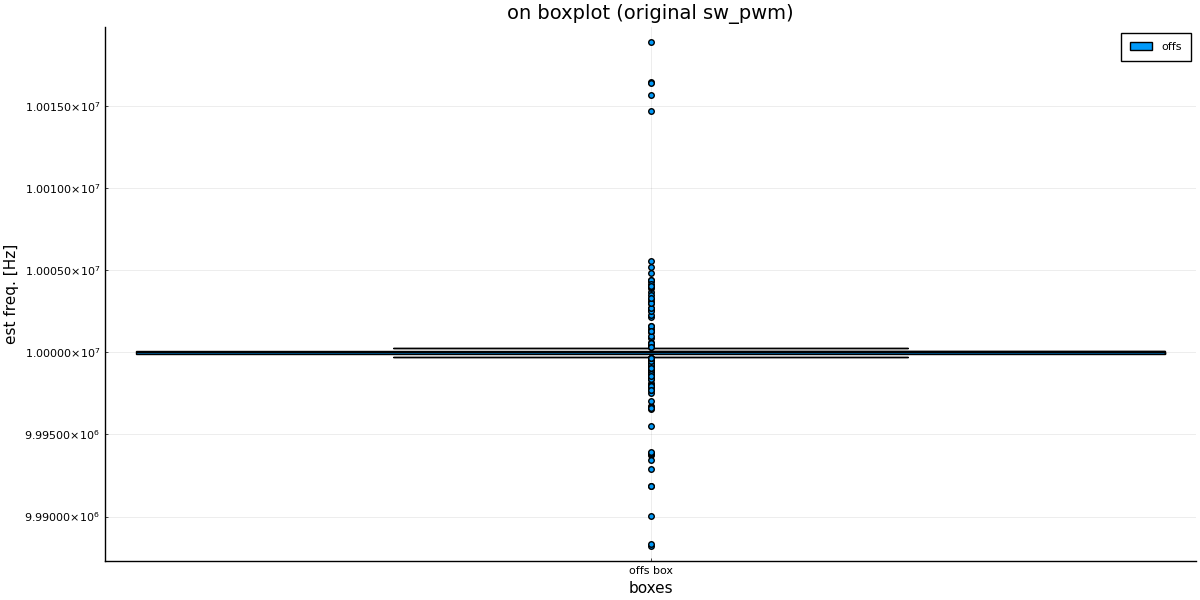 on boxplot (original sw_pwm)
offs
1.00150×10⁷
1.00100×10⁷
1.00050×10⁷
1.00000×10⁷
9.99500×10⁶
9.99000×10⁶
est freq. [Hz]
offs box
boxes